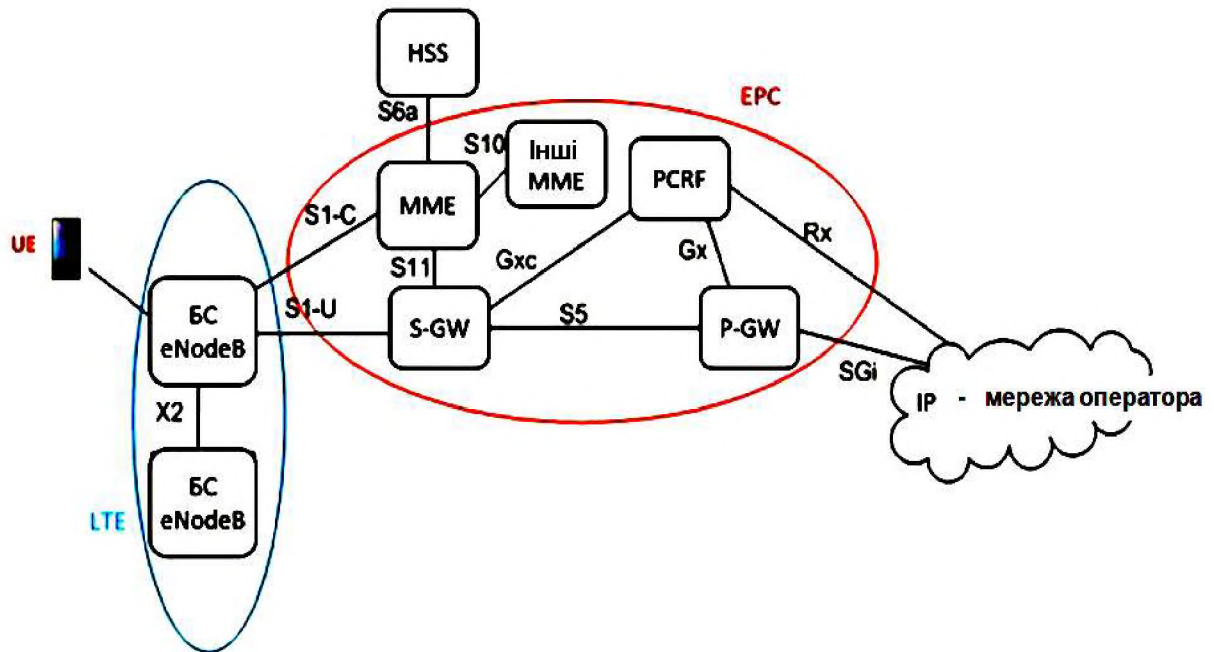 HSS
S6a
EPC
S10
Інші
MME
PCRF
MME
S1-C
Rx
UE
Gxc
Gx
S11
БС
eNodeB
S1-U
S-GW
S5
P-GW
SGi
IP - мережа оператора
X2
БС
eNodeB
LTE